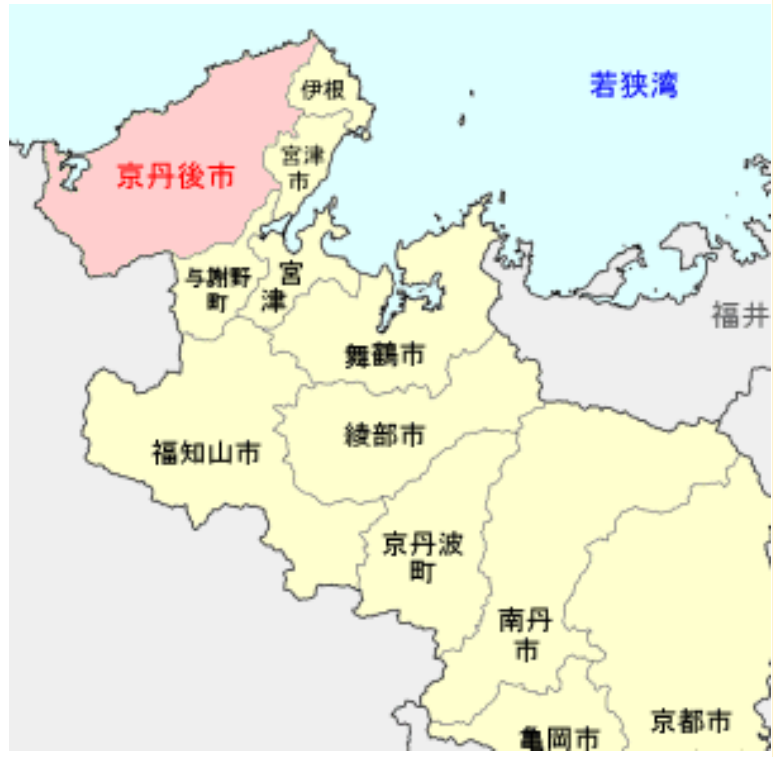 若狭湾
伊根
宮津
市
京丹後市
与謝野
町
宮
津
福井
舞鶴市
綾部市
福知山市
京丹波
町
南丹
市
京都市
亀岡市